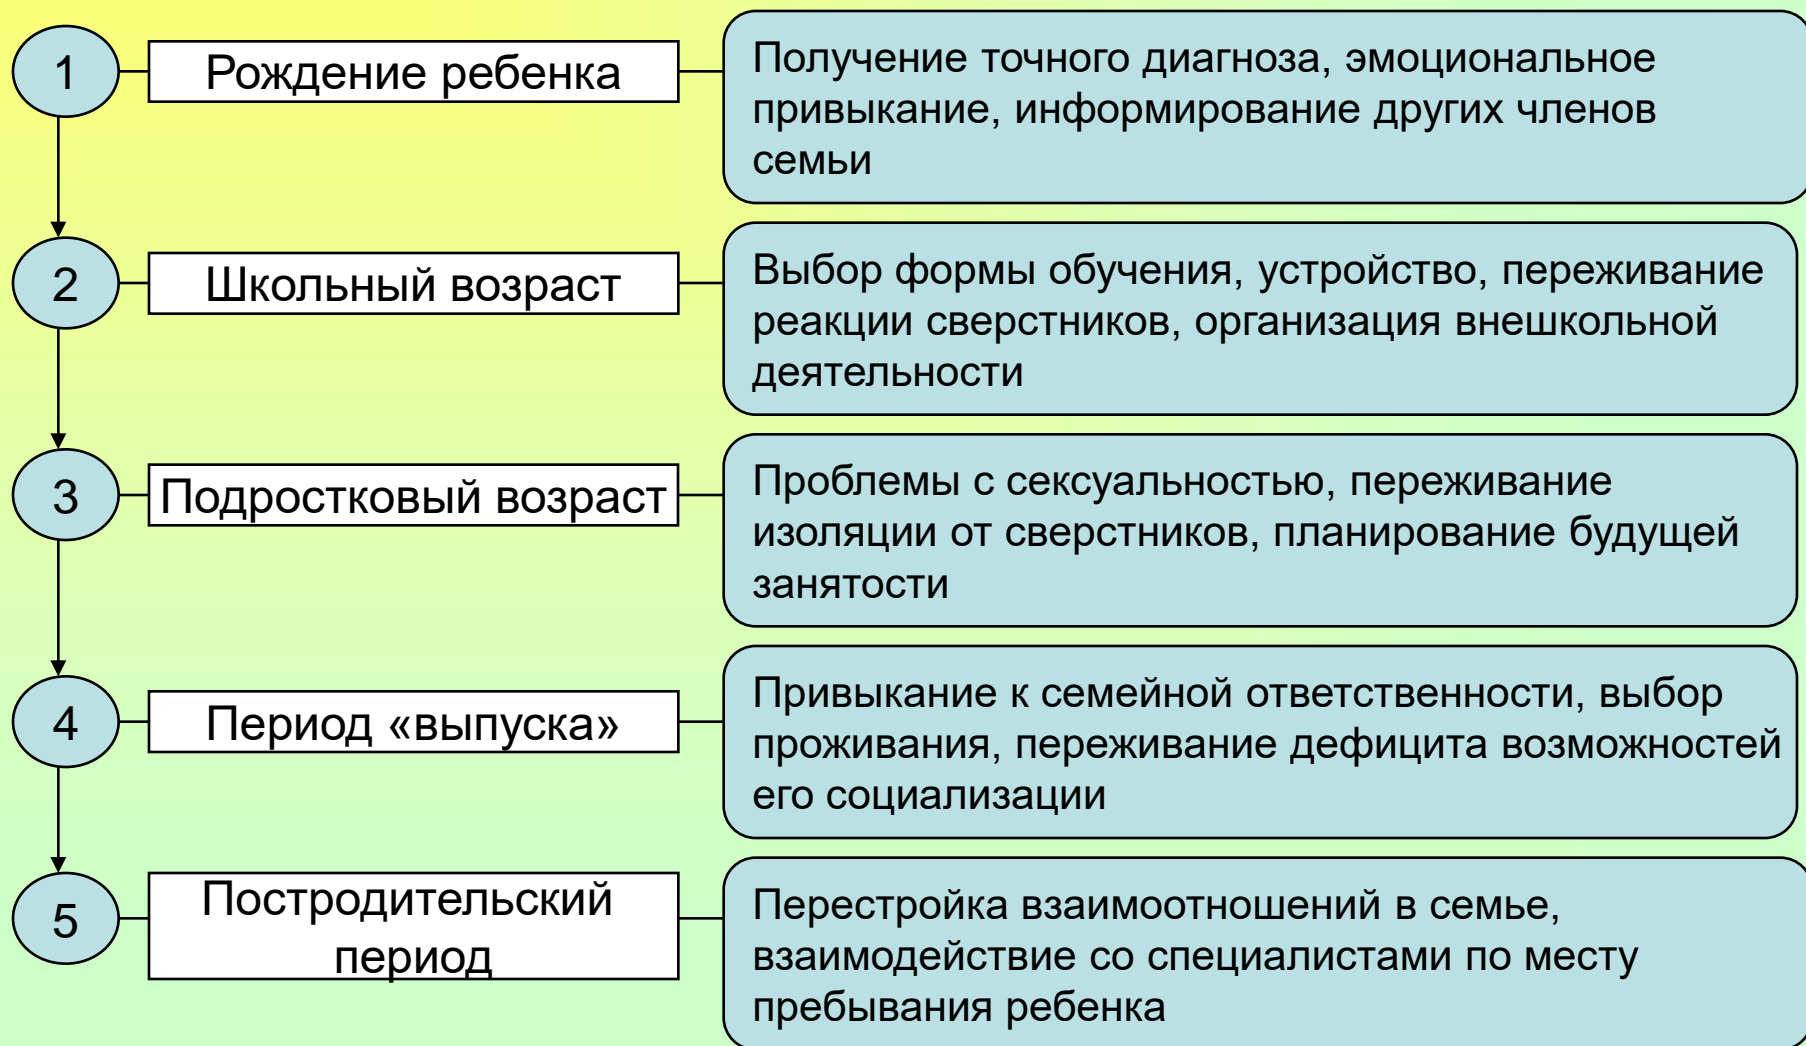 1
Рождение ребенка
Получение точного диагноза, эмоциональное
привыкание, информирование других членов
семьи
2
Школьный возраст
Выбор формы обучения, устройство, переживание
реакции сверстников, организация внешкольной
деятельности
3
Подростковый возраст
Проблемы с сексуальностью, переживание
изоляции от сверстников, планирование будущей
занятости
4
Период «выпуска»
Привыкание к семейной ответственности, выбор
проживания, переживание дефицита возможностей
его социализации
5
Постродительский
период
Перестройка взаимоотношений в семье,
взаимодействие со специалистами по месту
пребывания ребенка